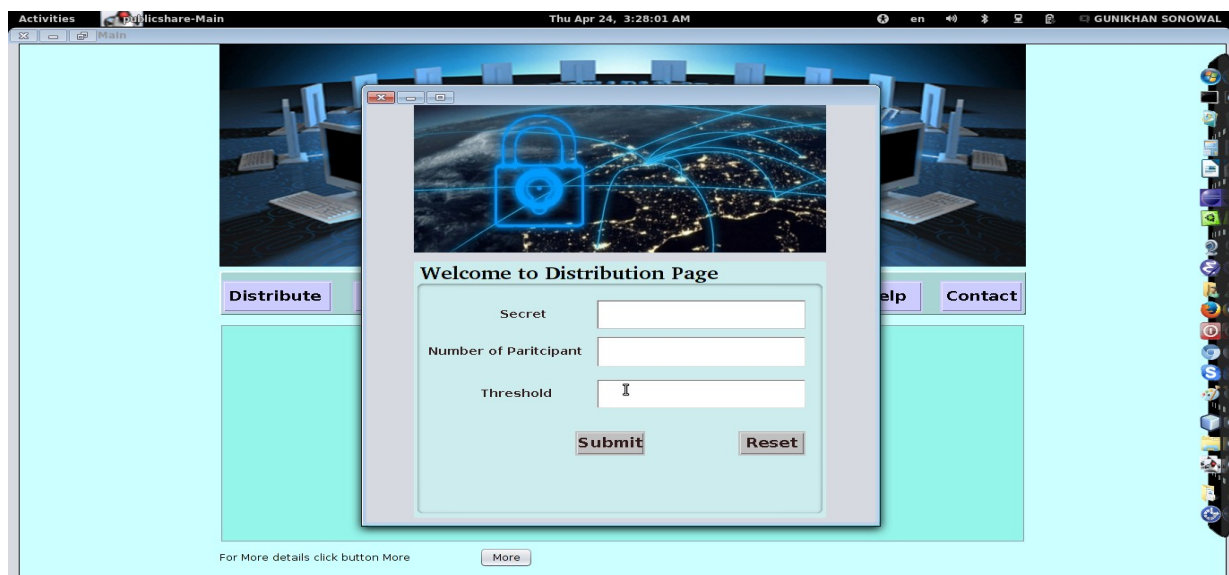 Activities publicshare-Main Thu Apr 24, 3:28:01 AM en GUNIKHAN SONOWAL
Main
Welcome to Distribution Page
Distribute elp Contact
Secret
Number of Paritcipant
Threshold
Submit Reset
For More details click button More More